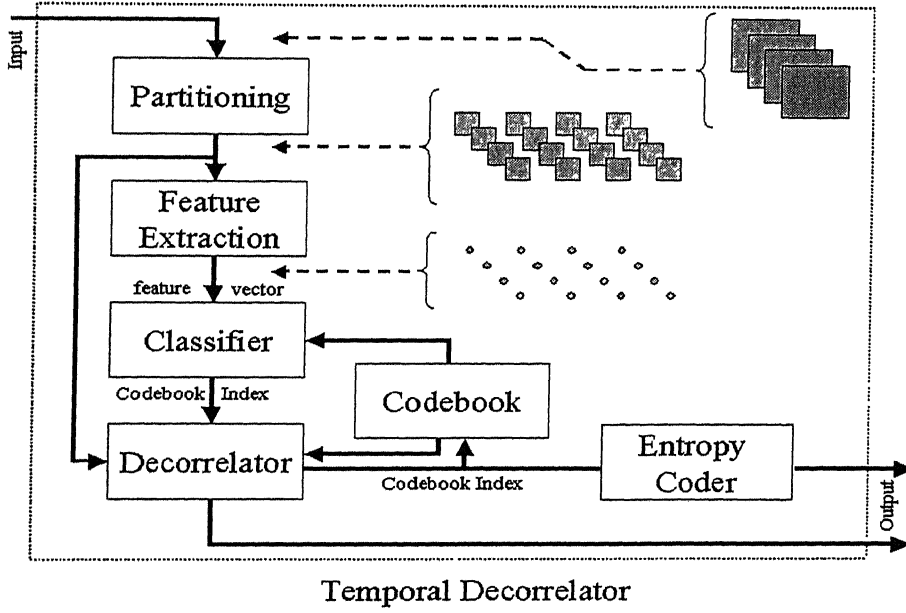 Input
Partitioning
Feature
Extraction
feature vector
Classifier
Codebook Index
Codebook
Decorrelator
Codebook Index
Entropy
Coder
Output
Temporal Decorrelator